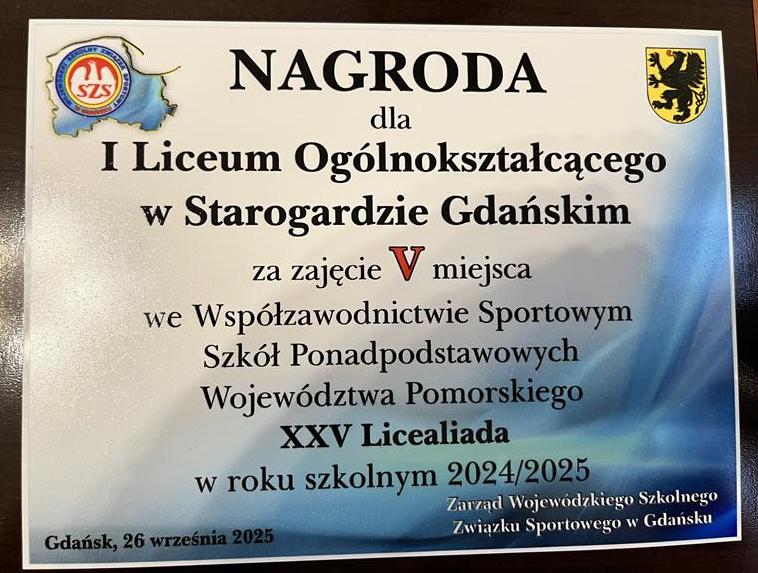 NAGRODA
dla
I Liceum Ogólnokształcącego
w Starogardzie Gdańskim
za zajęcie V miejsca
we Współzawodnictwie Sportowym
Szkół Ponadpodstawowych
Województwa Pomorskiego
XXV Licealiada
w roku szkolnym 2024/2025
Zarząd Wojewódzkiego Szkolnego
Związku Sportowego w Gdańsku
Gdańsk, 26 września 2025
SZS